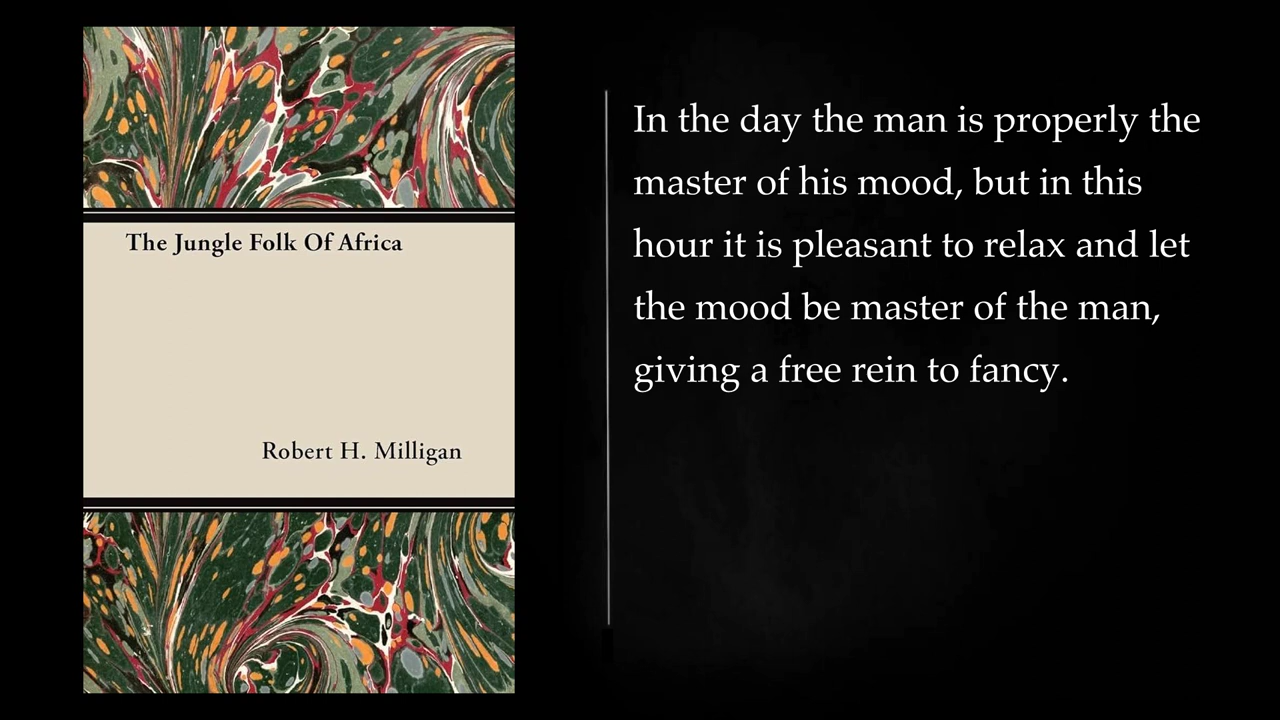 The Jungle Folk Of Africa
Robert H. Milligan
In the day the man is properly the
master of his mood, but in this
hour it is pleasant to relax and let
the mood be master of the man,
giving a free rein to fancy.